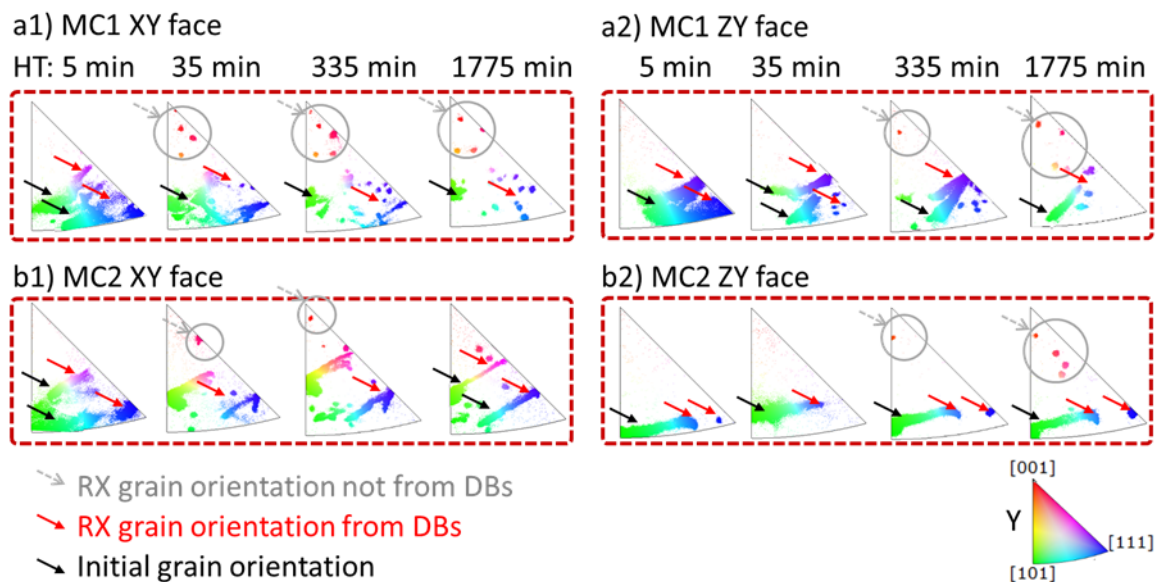 a1) MC1 XY face
HT: 5 min 35 min 335 min 1775 min
a2) MC1 ZY face
5 min 35 min 335 min 1775 min
b1) MC2 XY face
b2) MC2 ZY face
RX grain orientation not from DBs
RX grain orientation from DBs
Initial grain orientation
[001]
Y
[111]
[101]